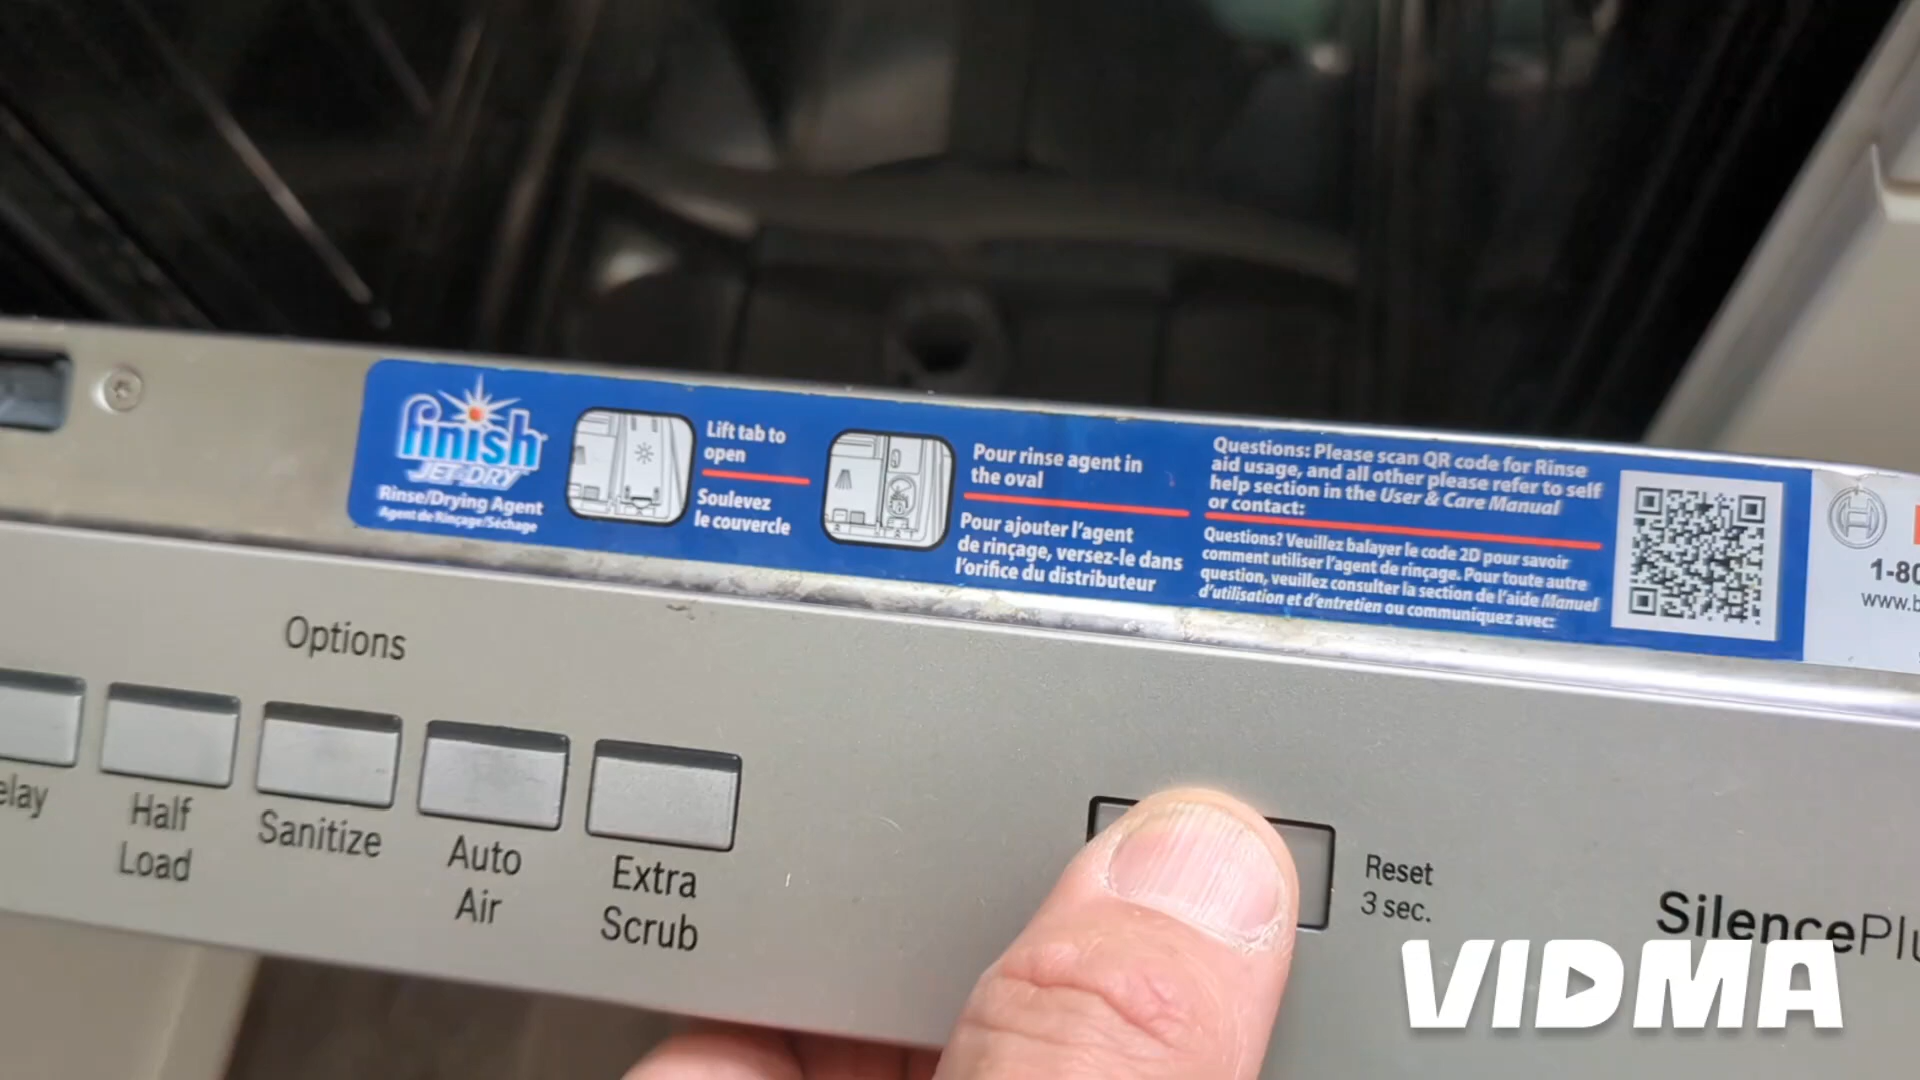 finish
JET-DRY
Rinse/Drying Agent
Agent de Rinçage/Séchage
Lift tab to
open
Soulevez
le couvercle
Pour rinse agent in
the oval
Pour ajouter l'agent
de rinçage, versez-le dans
l'orifice du distributeur
Questions: Please scan QR code for Rinse
aid usage, and all other please refer to self
help section in the User & Care Manual
or contact:
Questions? Veuillez balayer le code 2D pour savoir
comment utiliser l'agent de rinçage. Pour toute autre
question, veuillez consulter la section de l'aide Manuel
d'utilisation et d'entretien ou communiquez avec:
1-80
www.b
Options
elay
Half
Load
Sanitize
Auto
Air
Extra
Scrub
Reset
3 sec.
SilencePlu
VIDMA